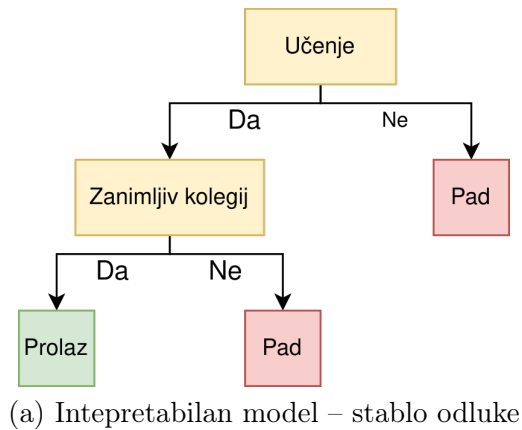 Učenje
Da
Ne
Zanimljiv kolegij
Pad
Da
Ne
Prolaz
Pad
(a) Intepretabilan model – stablo odluke